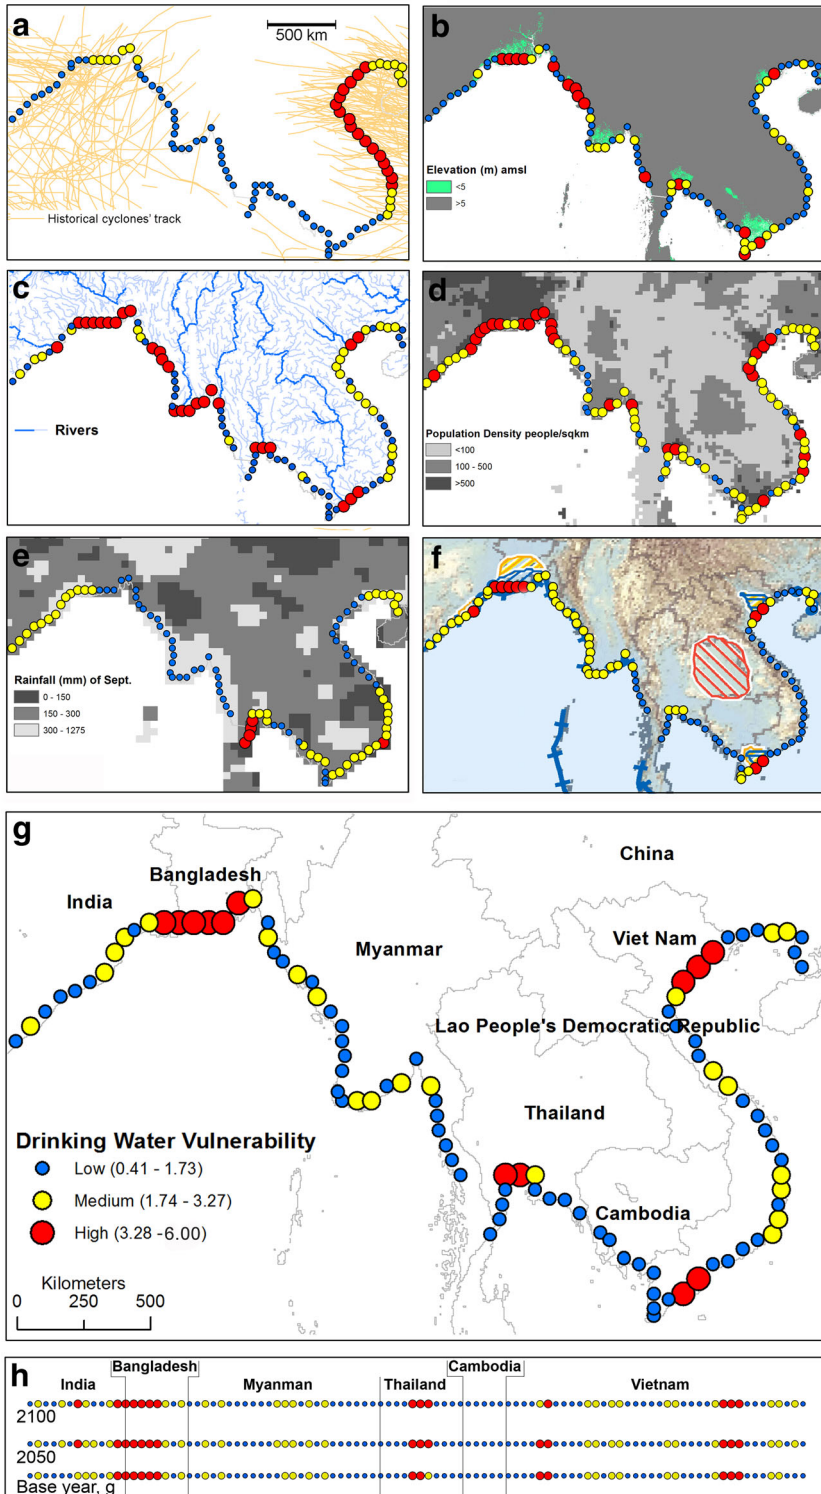 a
500 km
Historical cyclones' track
b
Elevation (m) amsl
<5
>5
c
Rivers
d
Population Density people/sqkm
<100
100 - 500
>500
e
Rainfall (mm) of Sept.
0 - 150
150 - 300
300 - 1275
f
g
China
Bangladesh
India
Viet Nam
Myanmar
Lao People's Democratic Republic
Thailand
Cambodia
Drinking Water Vulnerability
Low (0.41 - 1.73)
Medium (1.74 - 3.27)
High (3.28 -6.00)
Kilometers
0 250 500
h
Bangladesh
Cambodia
India
Myanman
Thailand
Vietnam
2100
2050
Base year, g